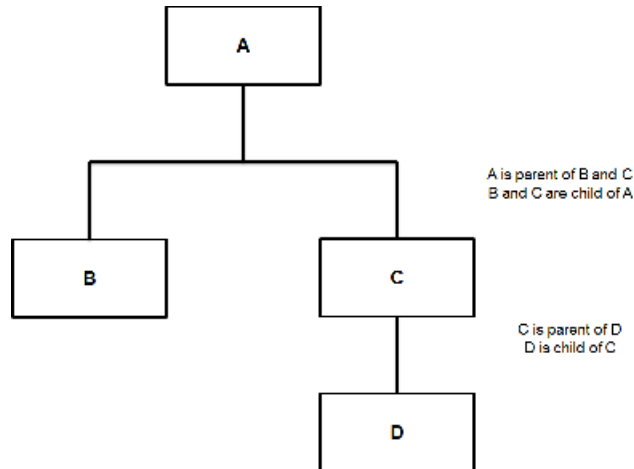 A
A is parent of B and C
B and C are child of A
B
C
C is parent of D
D is child of C
D